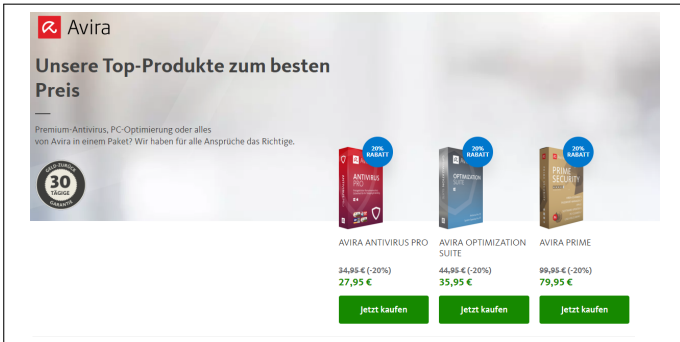 Avira
Unsere Top-Produkte zum besten
Preis
Premium-Antivirus, PC-Optimierung oder alles
von Avira in einem Paket? Wir haben für alle Ansprüche das Richtige.
GELD-ZURÜCK
30
TÄGIGE
GARANTIE
20%
RABATT
ANTIVIRUS
PRO
20%
RABATT
OPTIMIZATION
SUITE
20%
RABATT
PRIME
SECURITY
AVIRA ANTIVIRUS PRO
34,95 € (-20%)
27,95 €
Jetzt kaufen
AVIRA OPTIMIZATION
SUITE
44,95 € (-20%)
35,95 €
Jetzt kaufen
AVIRA PRIME
99,95 € (-20%)
79,95 €
Jetzt kaufen